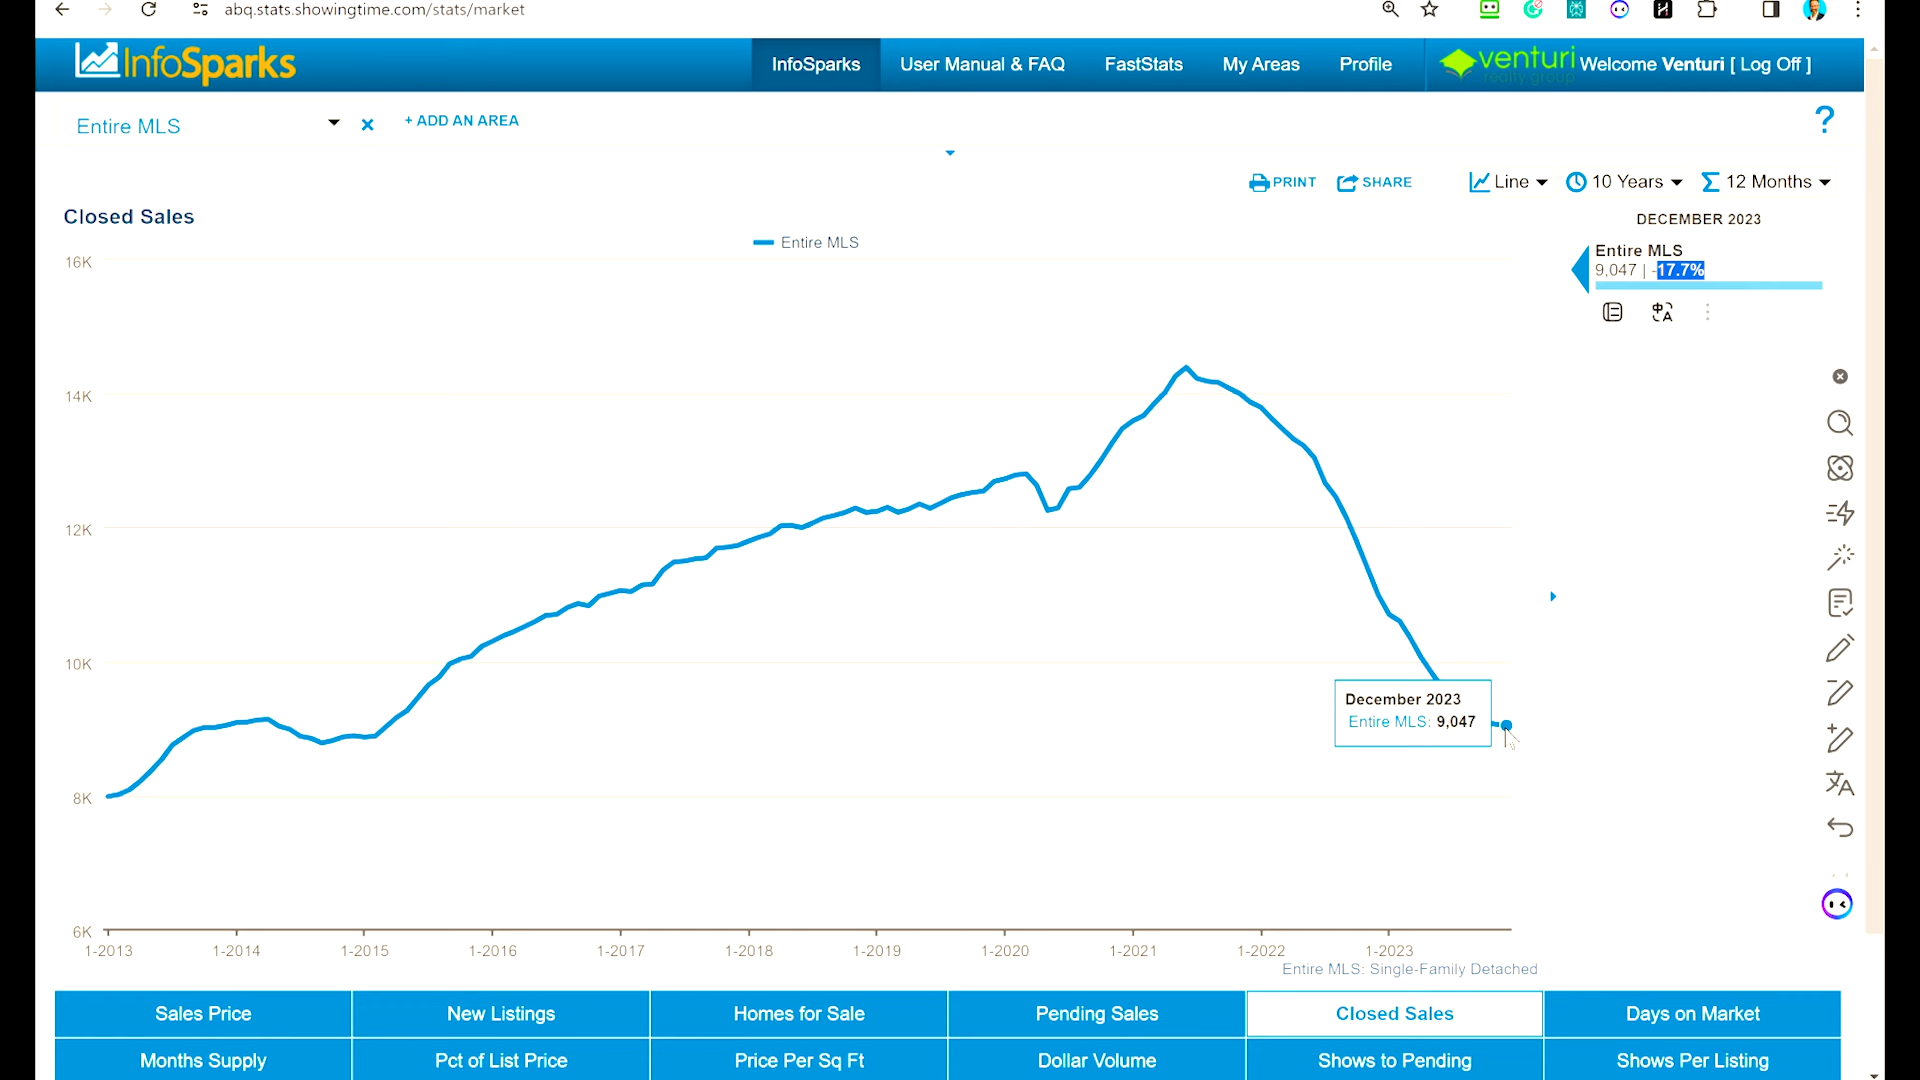 abq.stats.showingtime.com/stats/market
InfoSparks
InfoSparks
User Manual & FAQ
FastStats
My Areas
Profile
venturi
realty group
Welcome Venturi [ Log Off ]
Entire MLS
+ ADD AN AREA
?
PRINT
SHARE
Line
10 Years
12 Months
Closed Sales
DECEMBER 2023
Entire MLS
Entire MLS
9,047 | -17.7%
16K
14K
12K
10K
8K
6K
December 2023
Entire MLS: 9,047
1-2013
1-2014
1-2015
1-2016
1-2017
1-2018
1-2019
1-2020
1-2021
1-2022
1-2023
Entire MLS: Single-Family Detached
Sales Price
New Listings
Homes for Sale
Pending Sales
Closed Sales
Days on Market
Months Supply
Pct of List Price
Price Per Sq Ft
Dollar Volume
Shows to Pending
Shows Per Listing